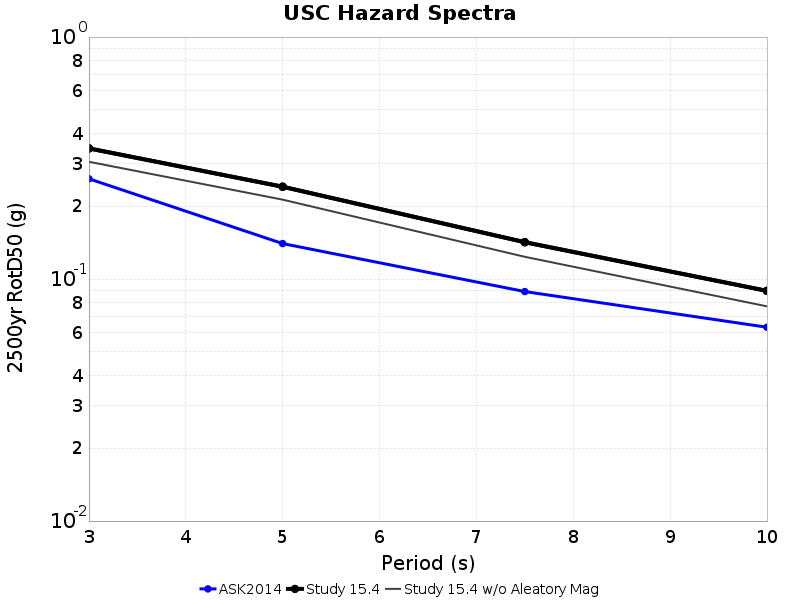 USC Hazard Spectra
2500yr RotD50 (g)
10^0
8
6
4
3
2
10^-1
8
6
4
3
2
10^-2
3 4 5 6 7 8 9 10
Period (s)
ASK2014 Study 15.4 Study 15.4 w/o Aleatory Mag